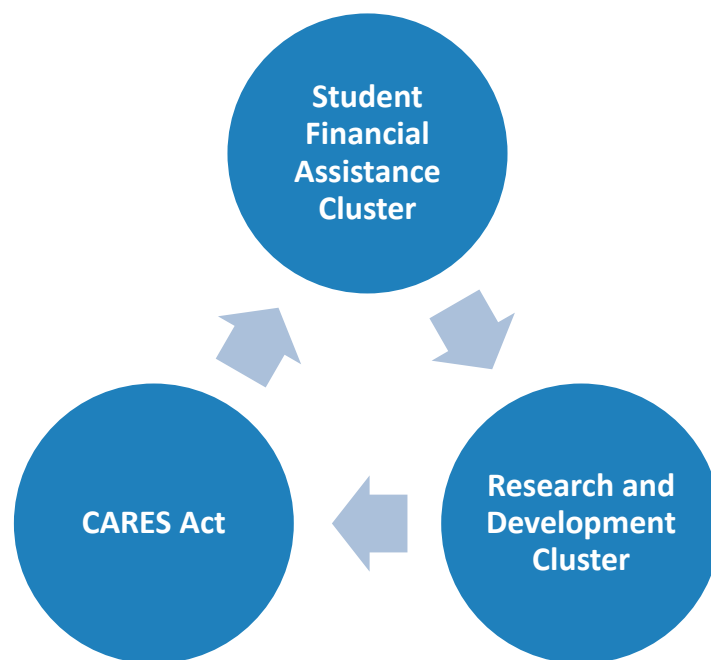 Student
Financial
Assistance
Cluster
CARES Act
Research and
Development
Cluster